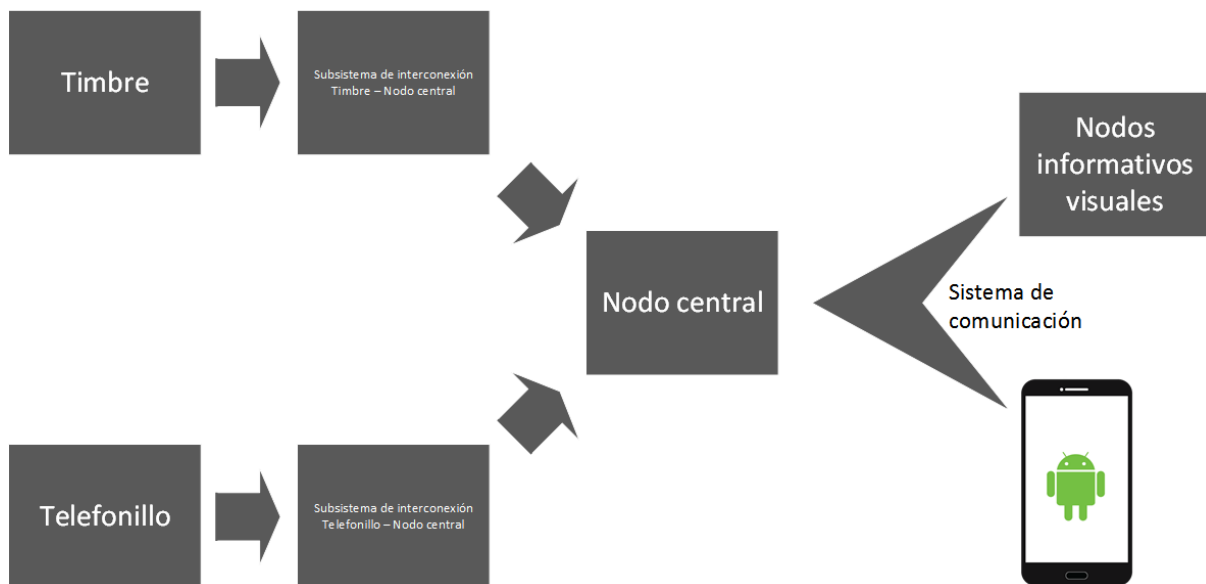 Timbre
Subsistema de interconexión
Timbre – Nodo central
Nodos
informativos
visuales
Nodo central
Sistema de
comunicación
Telefonillo
Subsistema de interconexión
Telefonillo – Nodo central